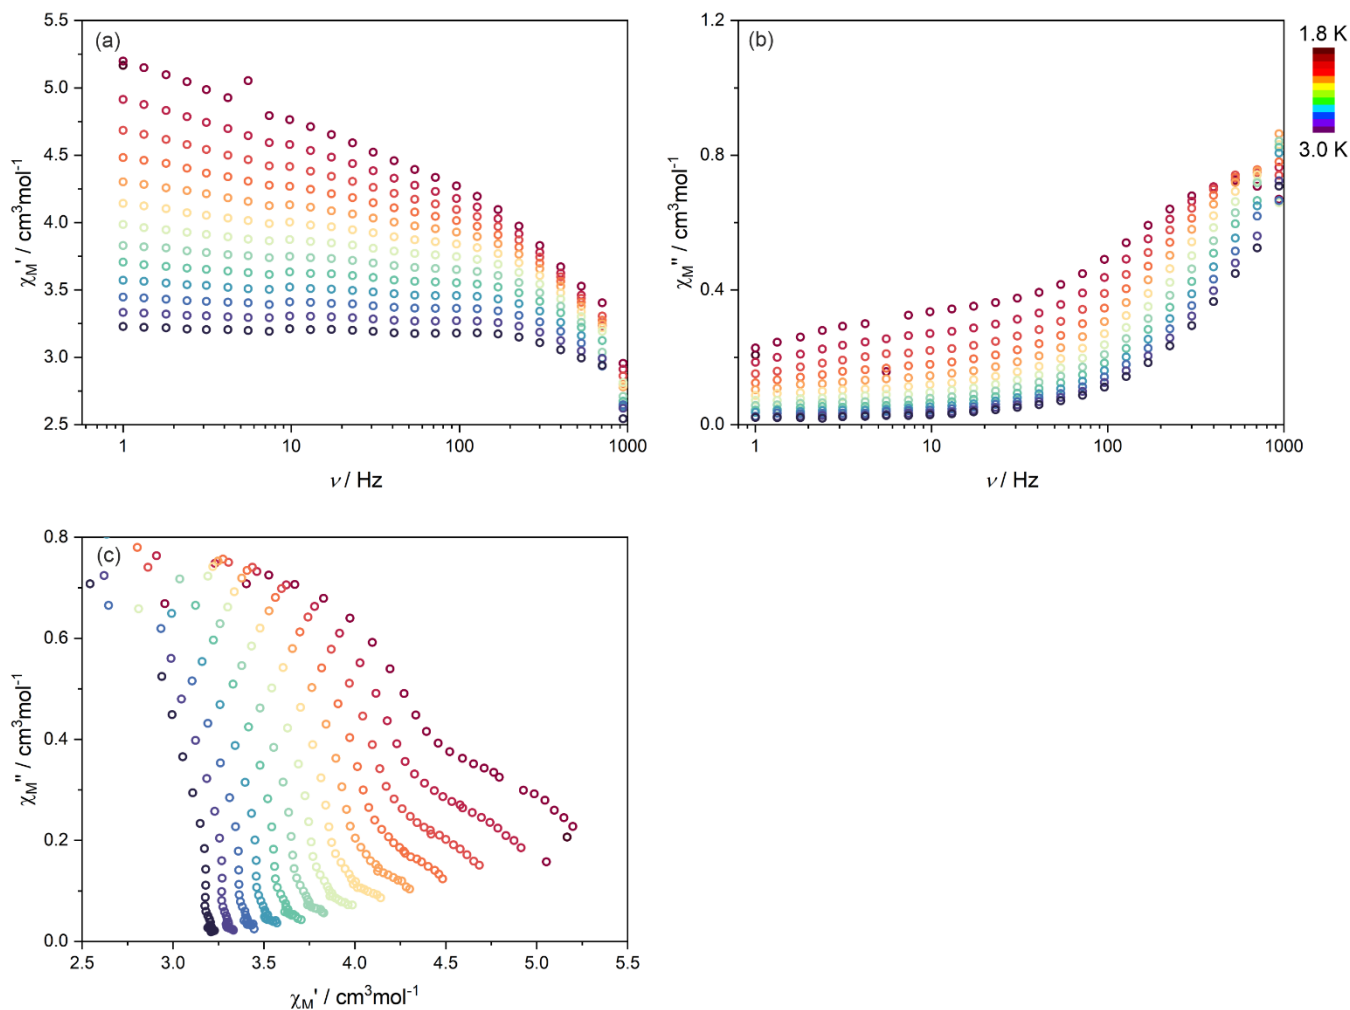 (a)
5.5
5.0
4.5
4.0
3.5
3.0
2.5
χM' / cm³mol⁻¹
1
10
100
1000
ν / Hz
(b)
1.2
0.8
0.4
0.0
χM'' / cm³mol⁻¹
1
10
100
1000
ν / Hz
1.8 K
3.0 K
(c)
0.8
0.6
0.4
0.2
0.0
χM'' / cm³mol⁻¹
2.5
3.0
3.5
4.0
4.5
5.0
5.5
χM' / cm³mol⁻¹